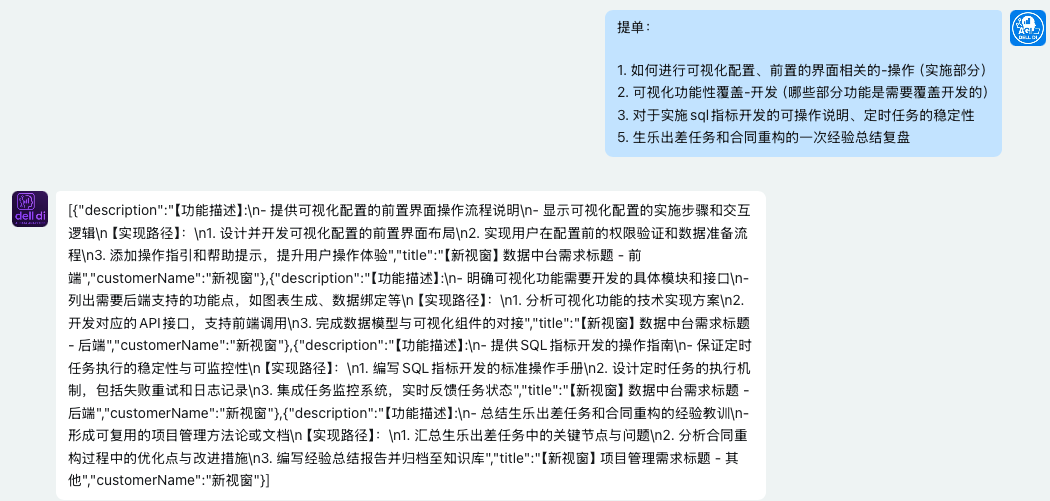 提单：
1. 如何进行可视化配置、前置的界面相关的-操作（实施部分）
2. 可视化功能性覆盖-开发（哪些部分功能是需要覆盖开发的）
3. 对于实施sql指标开发的可操作说明、定时任务的稳定性
5. 生乐出差任务和合同重构的一次经验总结复盘
AGI
DELL DI
dell di
[{"description":"【功能描述】:\n- 提供可视化配置的前置界面操作流程说明\n- 显示可视化配置的实施步骤和交互
逻辑\n【实现路径】：\n1. 设计并开发可视化配置的前置界面布局\n2. 实现用户在配置前的权限验证和数据准备流
程\n3. 添加操作指引和帮助提示，提升用户操作体验","title":"【新视窗】数据中台需求标题 - 前
端","customerName":"新视窗"},{"description":"【功能描述】:\n- 明确可视化功能需要开发的具体模块和接口\n-
列出需要后端支持的功能点，如图表生成、数据绑定等\n【实现路径】：\n1. 分析可视化功能的技术实现方案\n2.
开发对应的API接口，支持前端调用\n3. 完成数据模型与可视化组件的对接","title":"【新视窗】数据中台需求标题
- 后端","customerName":"新视窗"},{"description":"【功能描述】:\n- 提供SQL指标开发的操作指南\n- 保证定时
任务执行的稳定性与可监控性\n【实现路径】：\n1. 编写SQL指标开发的标准操作手册\n2. 设计定时任务的执行机
制，包括失败重试和日志记录\n3. 集成任务监控系统，实时反馈任务状态","title":"【新视窗】数据中台需求标题 -
后端","customerName":"新视窗"},{"description":"【功能描述】:\n- 总结生乐出差任务和合同重构的经验教训\n-
形成可复用的项目管理方法论或文档\n【实现路径】：\n1. 汇总生乐出差任务中的关键节点与问题\n2. 分析合同重
构过程中的优化点与改进措施\n3. 编写经验总结报告并归档至知识库","title":"【新视窗】项目管理需求标题 - 其
他","customerName":"新视窗"}]